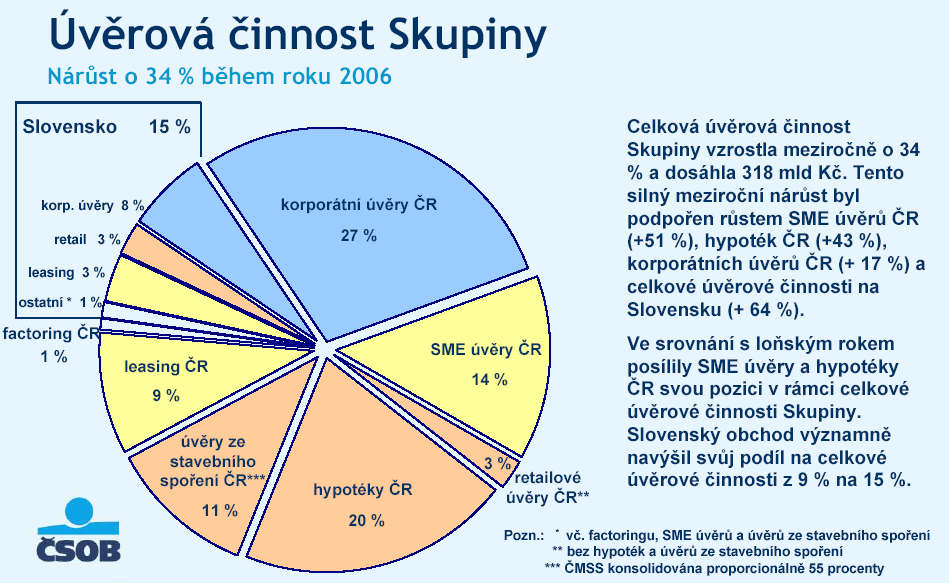 Úvěrová činnost Skupiny
Nárůst o 34 % během roku 2006
Slovensko 15 %
korp. úvěry 8 %
retail 3 %
leasing 3 %
ostatní * 1 %
factoring ČR
1 %
korporátní úvěry ČR
27 %
SME úvěry ČR
14 %
3 %
retailové
úvěry ČR**
hypotéky ČR
20 %
úvěry ze
stavebního
spoření ČR***
11 %
leasing ČR
9 %
Celková úvěrová činnost
Skupiny vzrostla meziročně o 34
% a dosáhla 318 mld Kč. Tento
silný meziroční nárůst byl
podpořen růstem SME úvěrů ČR
(+51 %), hypoték ČR (+43 %),
korporátních úvěrů ČR (+ 17 %) a
celkové úvěrové činnosti na
Slovensku (+ 64 %).
Ve srovnání s loňským rokem
posílily SME úvěry a hypotéky
ČR svou pozici v rámci celkové
úvěrové činnosti Skupiny.
Slovenský obchod významně
navýšil svůj podíl na celkové
úvěrové činnosti z 9 % na 15 %.
Pozn.: * vč. factoringu, SME úvěrů a úvěrů ze stavebního spoření
** bez hypoték a úvěrů ze stavebního spoření
*** ČMSS konsolidována proporcionálně 55 procenty
ČSOB